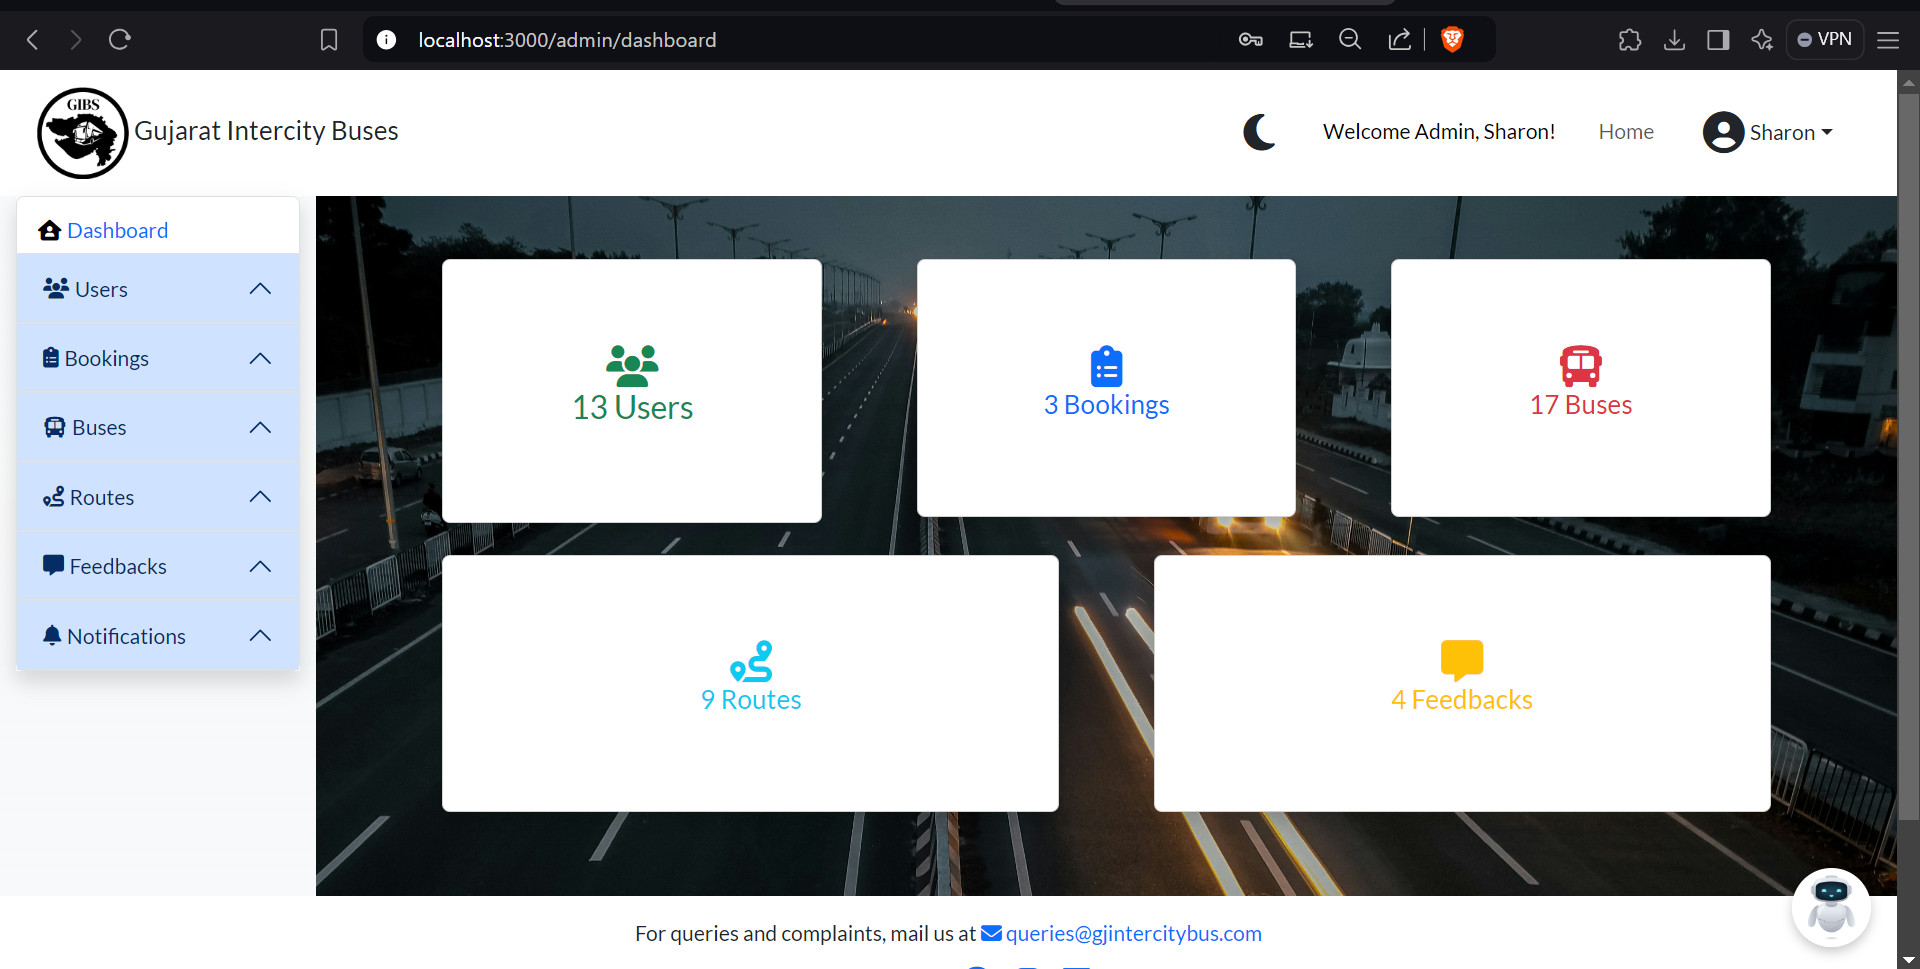 localhost:3000/admin/dashboard
VPN
GIBS
Gujarat Intercity Buses
Welcome Admin, Sharon!
Home
Sharon
Dashboard
Users
Bookings
Buses
Routes
Feedbacks
Notifications
13 Users
3 Bookings
17 Buses
9 Routes
4 Feedbacks
For queries and complaints, mail us at queries@gjintercitybus.com